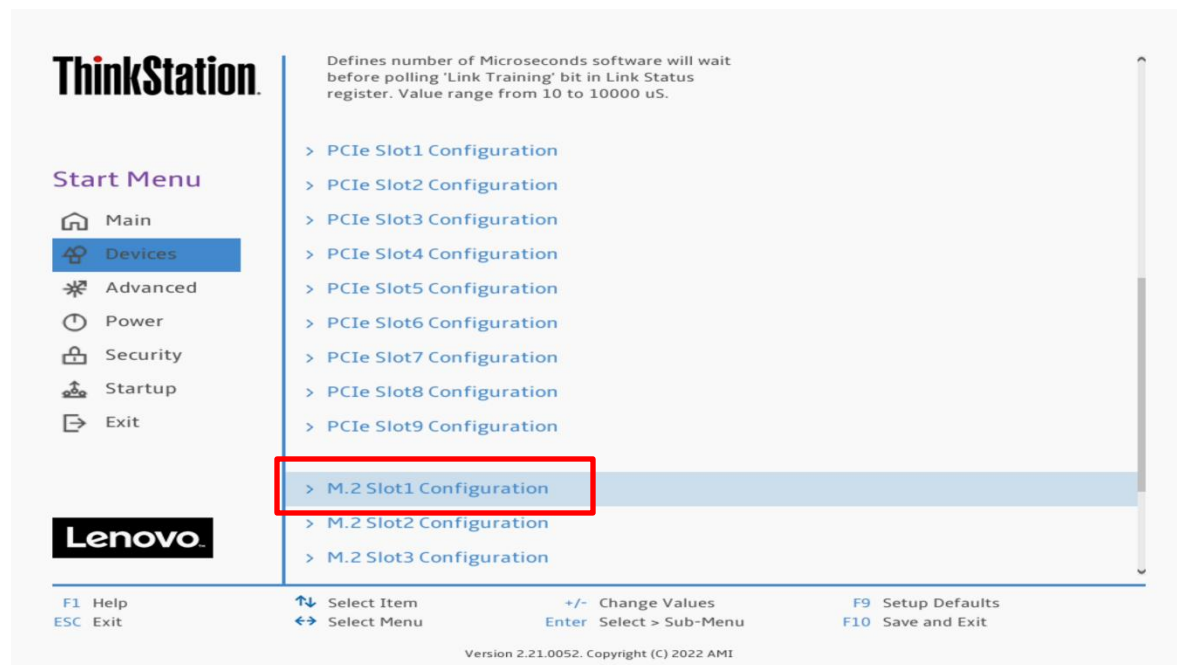 ThinkStation
Defines number of Microseconds software will wait
before polling 'Link Training' bit in Link Status
register. Value range from 10 to 10000 uS.
Start Menu
Main
Devices
Advanced
Power
Security
Startup
Exit
> PCIe Slot1 Configuration
> PCIe Slot2 Configuration
> PCIe Slot3 Configuration
> PCIe Slot4 Configuration
> PCIe Slot5 Configuration
> PCIe Slot6 Configuration
> PCIe Slot7 Configuration
> PCIe Slot8 Configuration
> PCIe Slot9 Configuration
> M.2 Slot1 Configuration
> M.2 Slot2 Configuration
> M.2 Slot3 Configuration
Lenovo
F1 Help ↑↓ Select Item +/- Change Values F9 Setup Defaults
ESC Exit ←→ Select Menu Enter Select > Sub-Menu F10 Save and Exit
Version 2.21.0052. Copyright (C) 2022 AMI